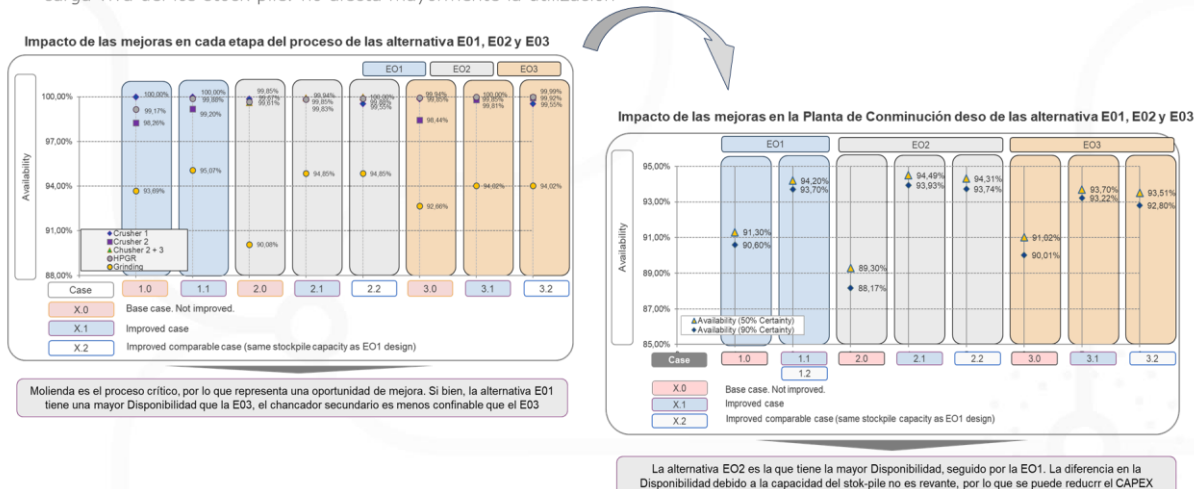 carga viva del los stock-pile. no afecta mayormente la utilización
Impacto de las mejoras en cada etapa del proceso de las alternativa E01, E02 y E03
EO1 EO2 EO3
Availability
100,00%
97,00%
94,00%
91,00%
88,00%
100,00%
99,17%
98,26%
93,69%
100,00%
99,88%
99,20%
95,07%
99,85%
99,61%
90,08%
99,94%
99,85%
99,83%
94,85%
100,00%
99,55%
94,85%
99,94%
98,44%
92,66%
100,00%
99,85%
99,81%
94,02%
99,99%
99,92%
99,55%
94,02%
Crusher 1
Crusher 2
Chusher 2 + 3
HPGR
Grinding
Case 1.0 1.1 2.0 2.1 2.2 3.0 3.1 3.2
X.0 Base case. Not improved.
X.1 Improved case
X.2 Improved comparable case (same stockpile capacity as EO1 design)
Molienda es el proceso crítico, por lo que representa una oportunidad de mejora. Si bien, la alternativa E01
tiene una mayor Disponibilidad que la E03, el chancador secundario es menos confinable que el E03
Impacto de las mejoras en la Planta de Conminución deso de las alternativa E01, E02 y E03
EO1 EO2 EO3
Availability
95,00%
93,00%
91,00%
89,00%
87,00%
85,00%
91,30%
90,60%
94,20%
93,70%
89,30%
88,17%
94,49%
93,93%
94,31%
93,74%
91,02%
90,01%
93,70%
93,22%
93,51%
92,80%
Availability (50% Certainty)
Availability (90% Certainty)
Case 1.0 1.1 2.0 2.1 2.2 3.0 3.1 3.2
1.2
X.0 Base case. Not improved.
X.1 Improved case
X.2 Improved comparable case (same stockpile capacity as EO1 design)
La alternativa EO2 es la que tiene la mayor Disponibilidad, seguido por la EO1. La diferencia en la
Disponibilidad debido a la capacidad del stok-pile no es revante, por lo que se puede reducrr el CAPEX